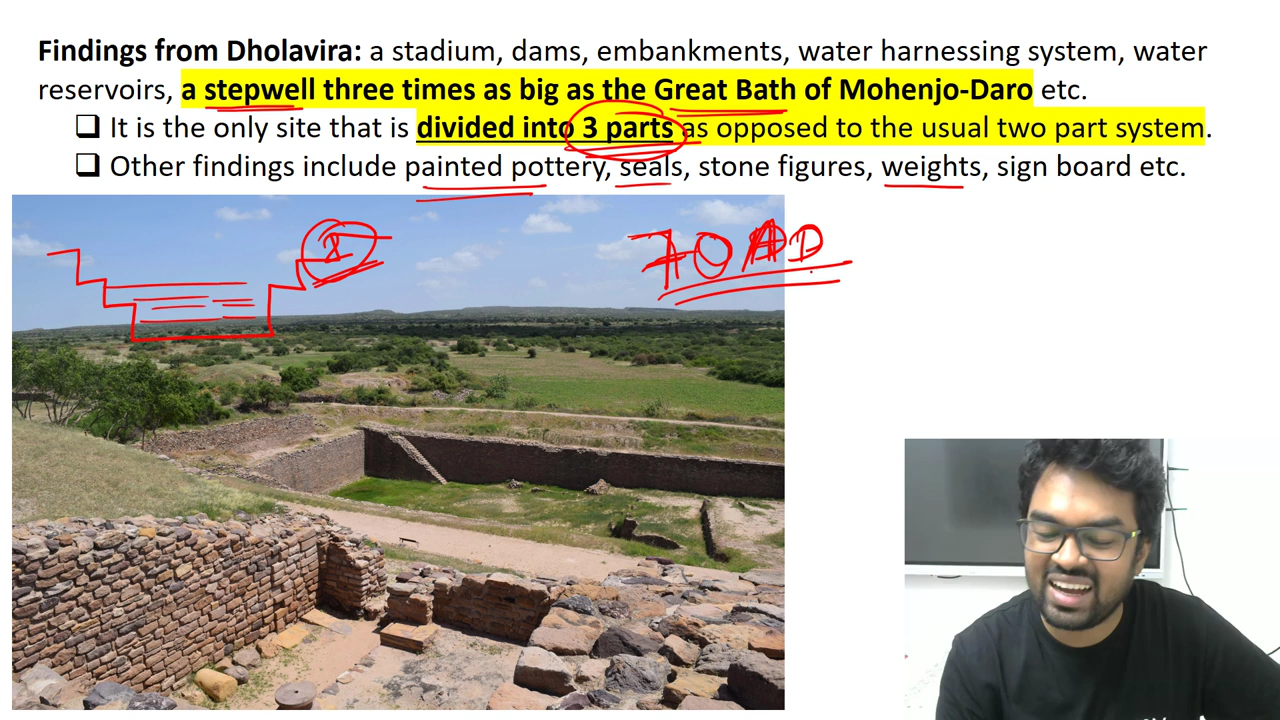 Findings from Dholavira: a stadium, dams, embankments, water harnessing system, water
reservoirs, a stepwell three times as big as the Great Bath of Mohenjo-Daro etc.
❑ It is the only site that is divided into 3 parts as opposed to the usual two part system.
❑ Other findings include painted pottery, seals, stone figures, weights, sign board etc.
70 AD